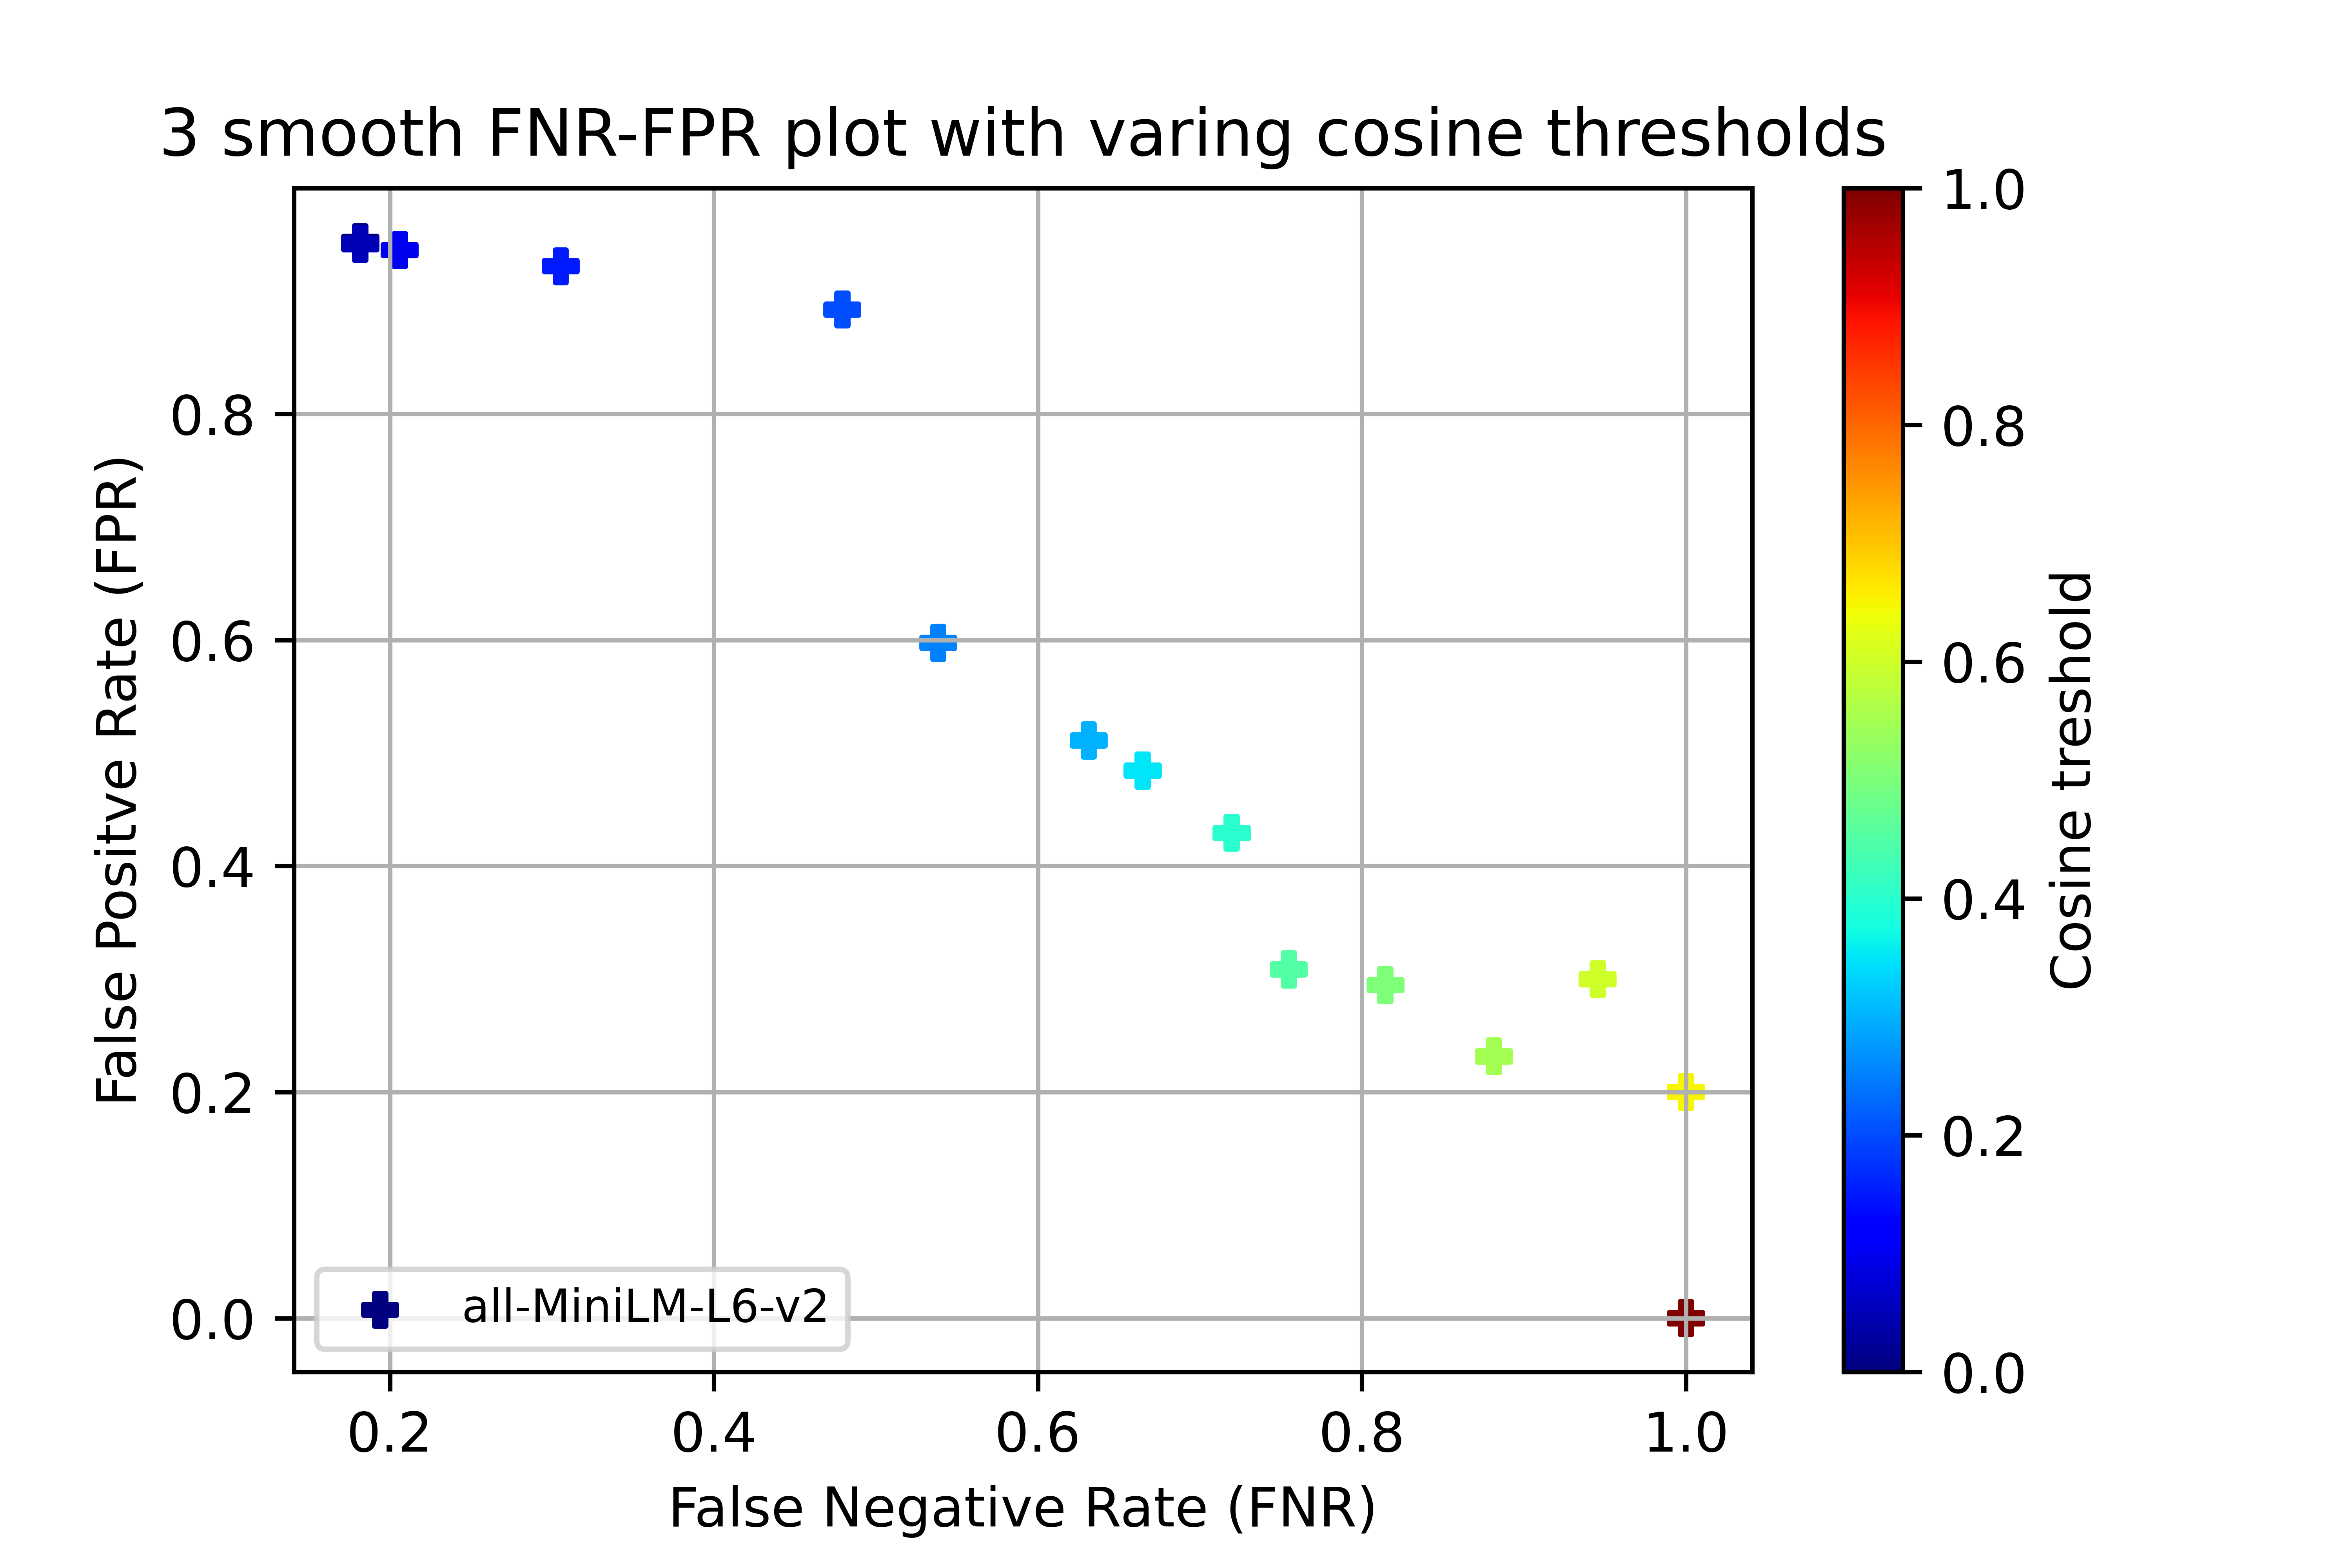 3 smooth FNR-FPR plot with varing cosine thresholds
False Positve Rate (FPR)
0.8
0.6
0.4
0.2
0.0
all-MiniLM-L6-v2
0.2 0.4 0.6 0.8 1.0
False Negative Rate (FNR)
1.0
0.8
0.6
0.4
0.2
0.0
Cosine treshold